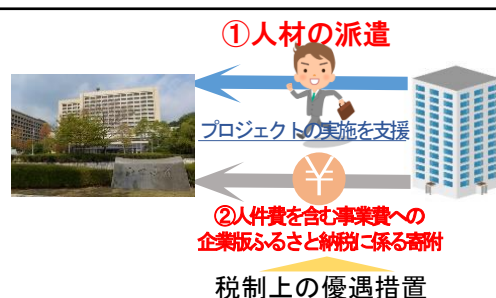 ①人材の派遣
プロジェクトの実施を支援
¥
②人件費を含む事業費への
企業版ふるさと納税に係る寄附
税制上の優遇措置